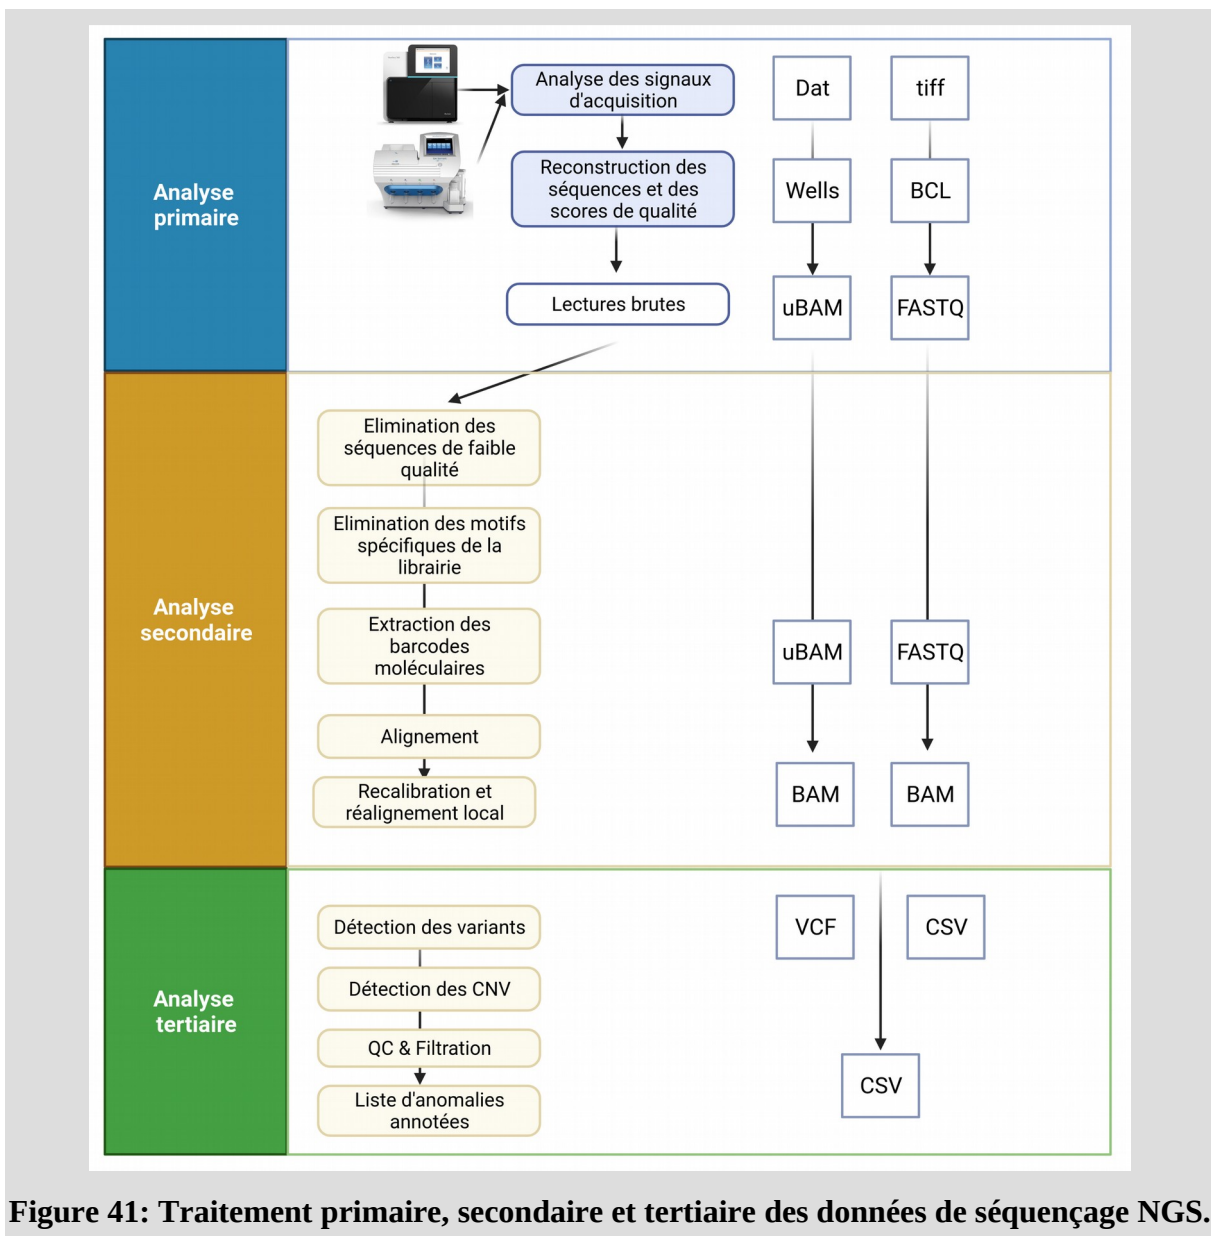 Analyse
primaire
Analyse des signaux
d'acquisition
Reconstruction des
séquences et des
scores de qualité
Lectures brutes
Dat
tiff
Wells
BCL
uBAM
FASTQ
Analyse
secondaire
Elimination des
séquences de faible
qualité
Elimination des motifs
spécifiques de la
librairie
Extraction des
barcodes
moléculaires
Alignement
Recalibration et
réalignement local
uBAM
FASTQ
BAM
BAM
Analyse
tertiaire
Détection des variants
Détection des CNV
QC & Filtration
Liste d'anomalies
annotées
VCF
CSV
CSV
Figure 41: Traitement primaire, secondaire et tertiaire des données de séquençage NGS.